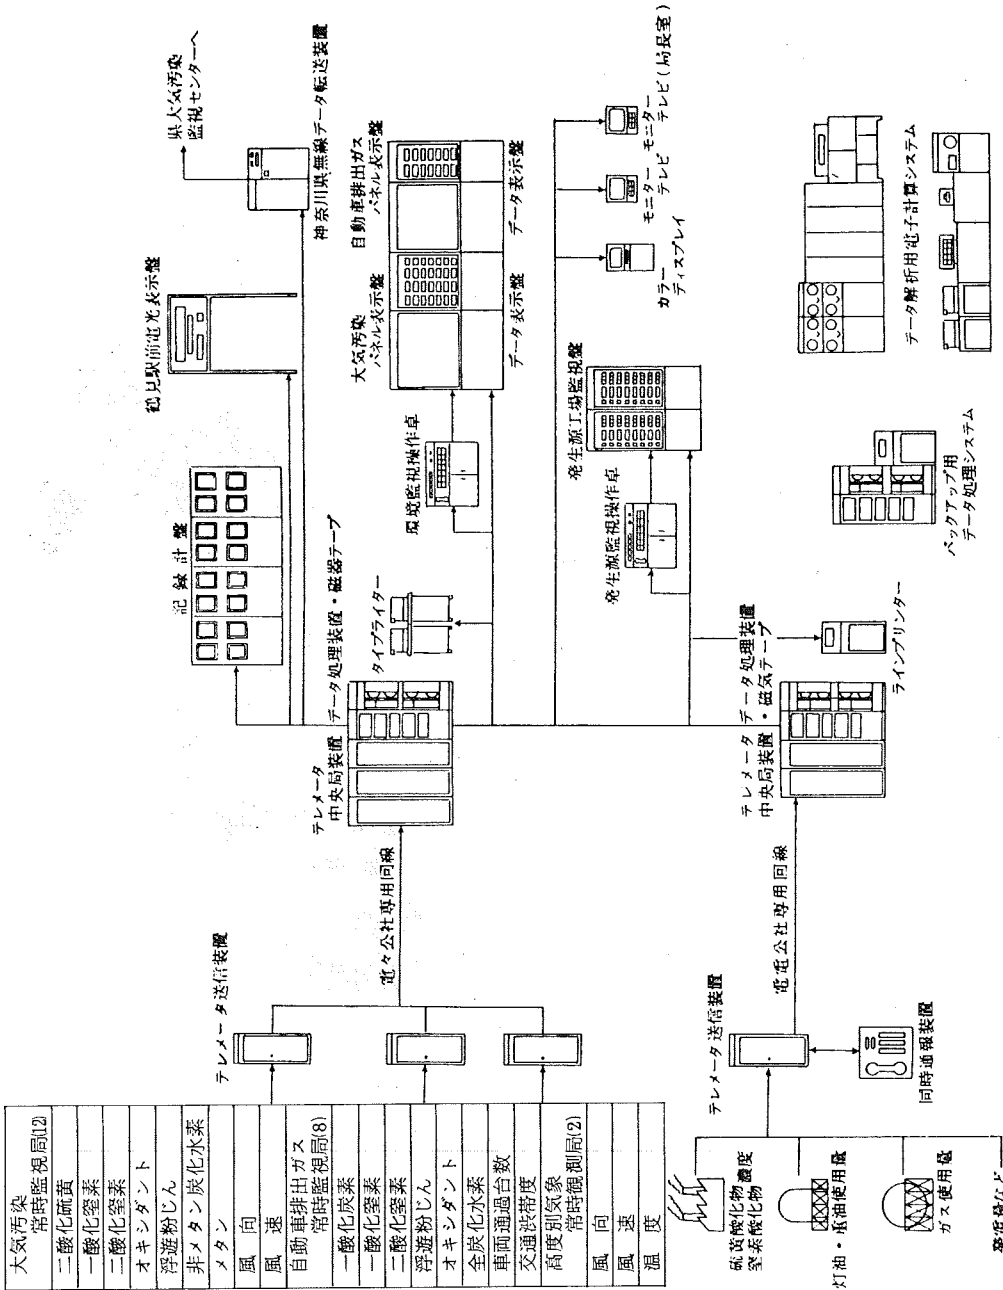 大気汚染
常時監視局(12)
二酸化硫黄
一酸化窒素
二酸化窒素
オキシダント
浮遊粉じん
非メタン炭化水素
メタン
風向
風速
自動車排出ガス
常時監視局(8)
一酸化炭素
一酸化窒素
二酸化窒素
浮遊粉じん
オキシダント
全炭化水素
車両通過台数
交通渋帯度
高度別気象
常時観測局(2)
風向
風速
温度
テレメータ送信装置
電々公社専用回線
テレメータ
中央局装置
データ処理装置・磁器テープ
記録計盤
鶴見駅前電光表示盤
神奈川県無線データ転送装置
県大気汚染
監視センターへ
タイプライター
環境監視操作卓
大気汚染
パネル表示盤
データ表示盤
自動車排出ガス
パネル表示盤
データ表示盤
カラー
ディスプレイ
モニター
テレビ
モニター
テレビ(局長室)
発生源監視操作卓
発生源工場監視盤
硫黄酸化物
窒素酸化物
濃度
灯油・重油使用量
ガス使用量
テレメータ送信装置
同時通報装置
電電公社専用回線
テレメータ
中央局装置
データ処理装置
・磁気テープ
ラインプリンター
バックアップ用
データ処理システム
データ解析用電子計算システム